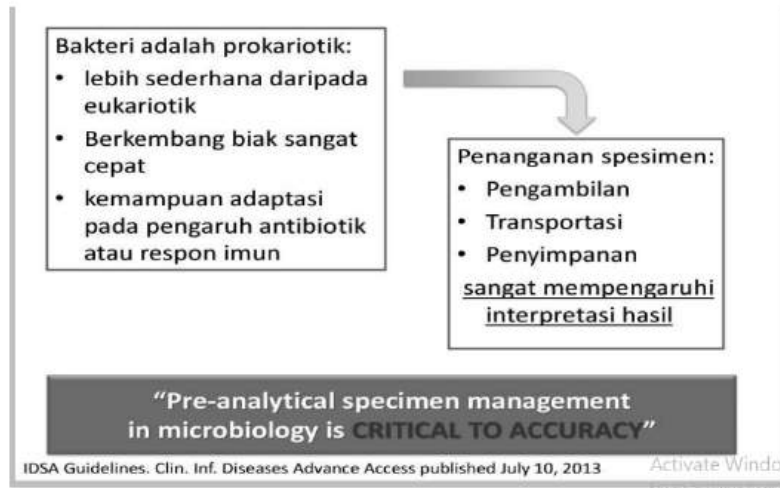 Bakteri adalah prokariotik:
• lebih sederhana daripada
eukariotik
• Berkembang biak sangat
cepat
• kemampuan adaptasi
pada pengaruh antibiotik
atau respon imun
Penanganan spesimen:
• Pengambilan
• Transportasi
• Penyimpanan
sangat mempengaruhi
interpretasi hasil
“Pre-analytical specimen management
in microbiology is CRITICAL TO ACCURACY”
IDSA Guidelines. Clin. Inf. Diseases Advance Access published July 10, 2013
Activate Windo